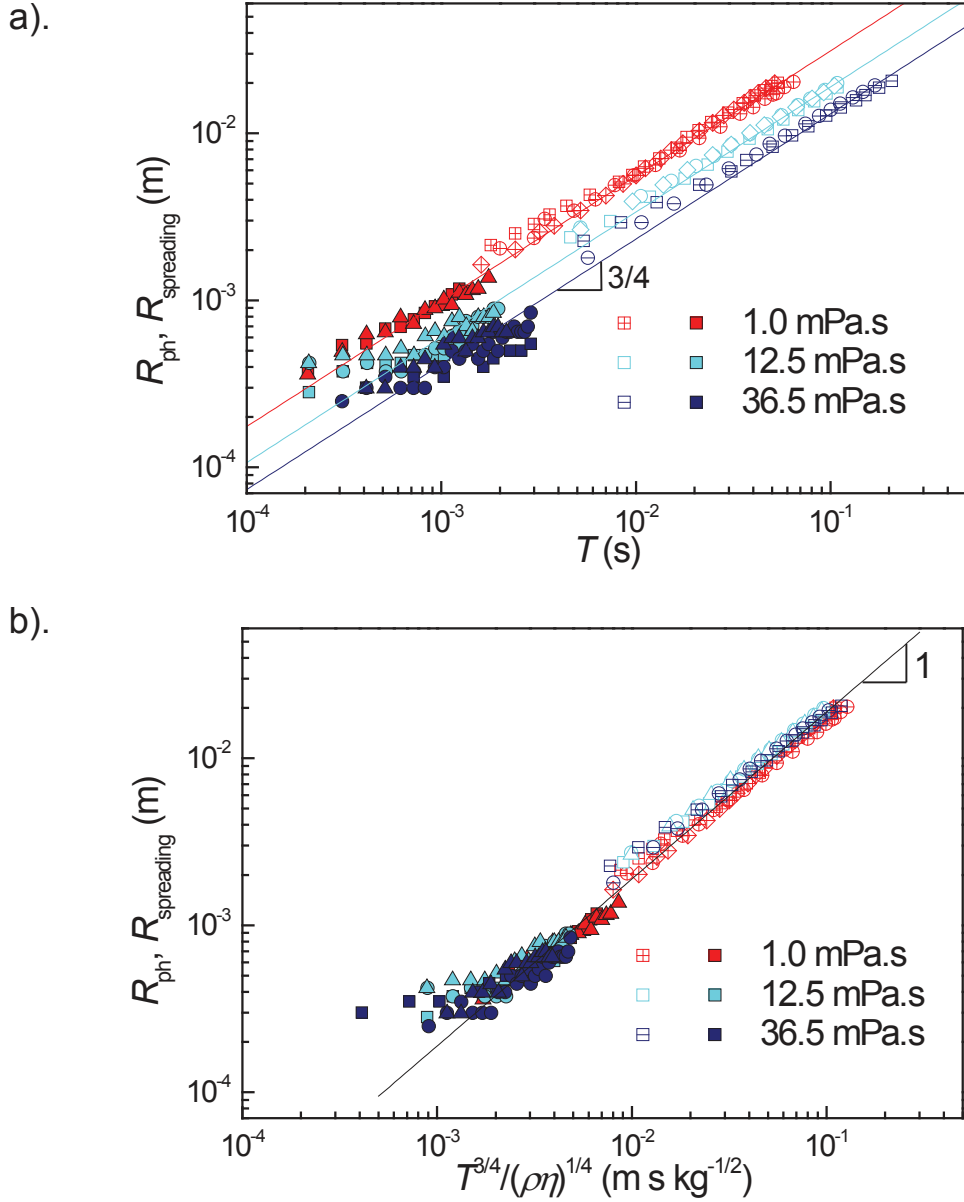 a).
10⁻²
10⁻³
10⁻⁴
R_ph, R_spreading (m)
3/4
1.0 mPa.s
12.5 mPa.s
36.5 mPa.s
10⁻⁴ 10⁻³ 10⁻² 10⁻¹
T (s)
b).
1
10⁻²
10⁻³
10⁻⁴
R_ph, R_spreading (m)
1.0 mPa.s
12.5 mPa.s
36.5 mPa.s
10⁻⁴ 10⁻³ 10⁻² 10⁻¹
T^3/4/(ρη)^1/4 (m s kg^-1/2)